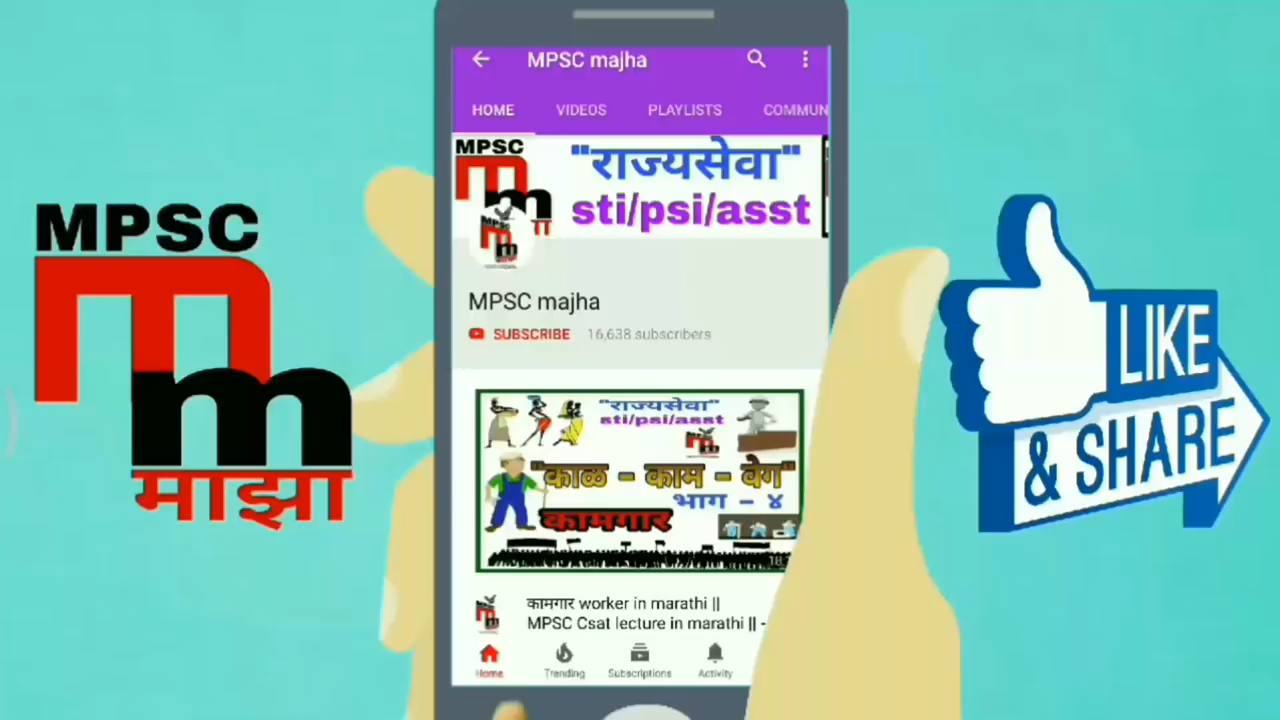 MPSC
माझा
MPSC majha
HOME VIDEOS PLAYLISTS COMMUN
MPSC
"राज्यसेवा"
sti/psi/asst
MPSC majha
SUBSCRIBE 16,638 subscribers
"राज्यसेवा"
sti/psi/asst
"काळ - काम - वेग"
भाग - ४
कामगार
कामगार worker in marathi ||
MPSC Csat lecture in marathi || -
Home Trending Subscriptions Activity
LIKE
& SHARE